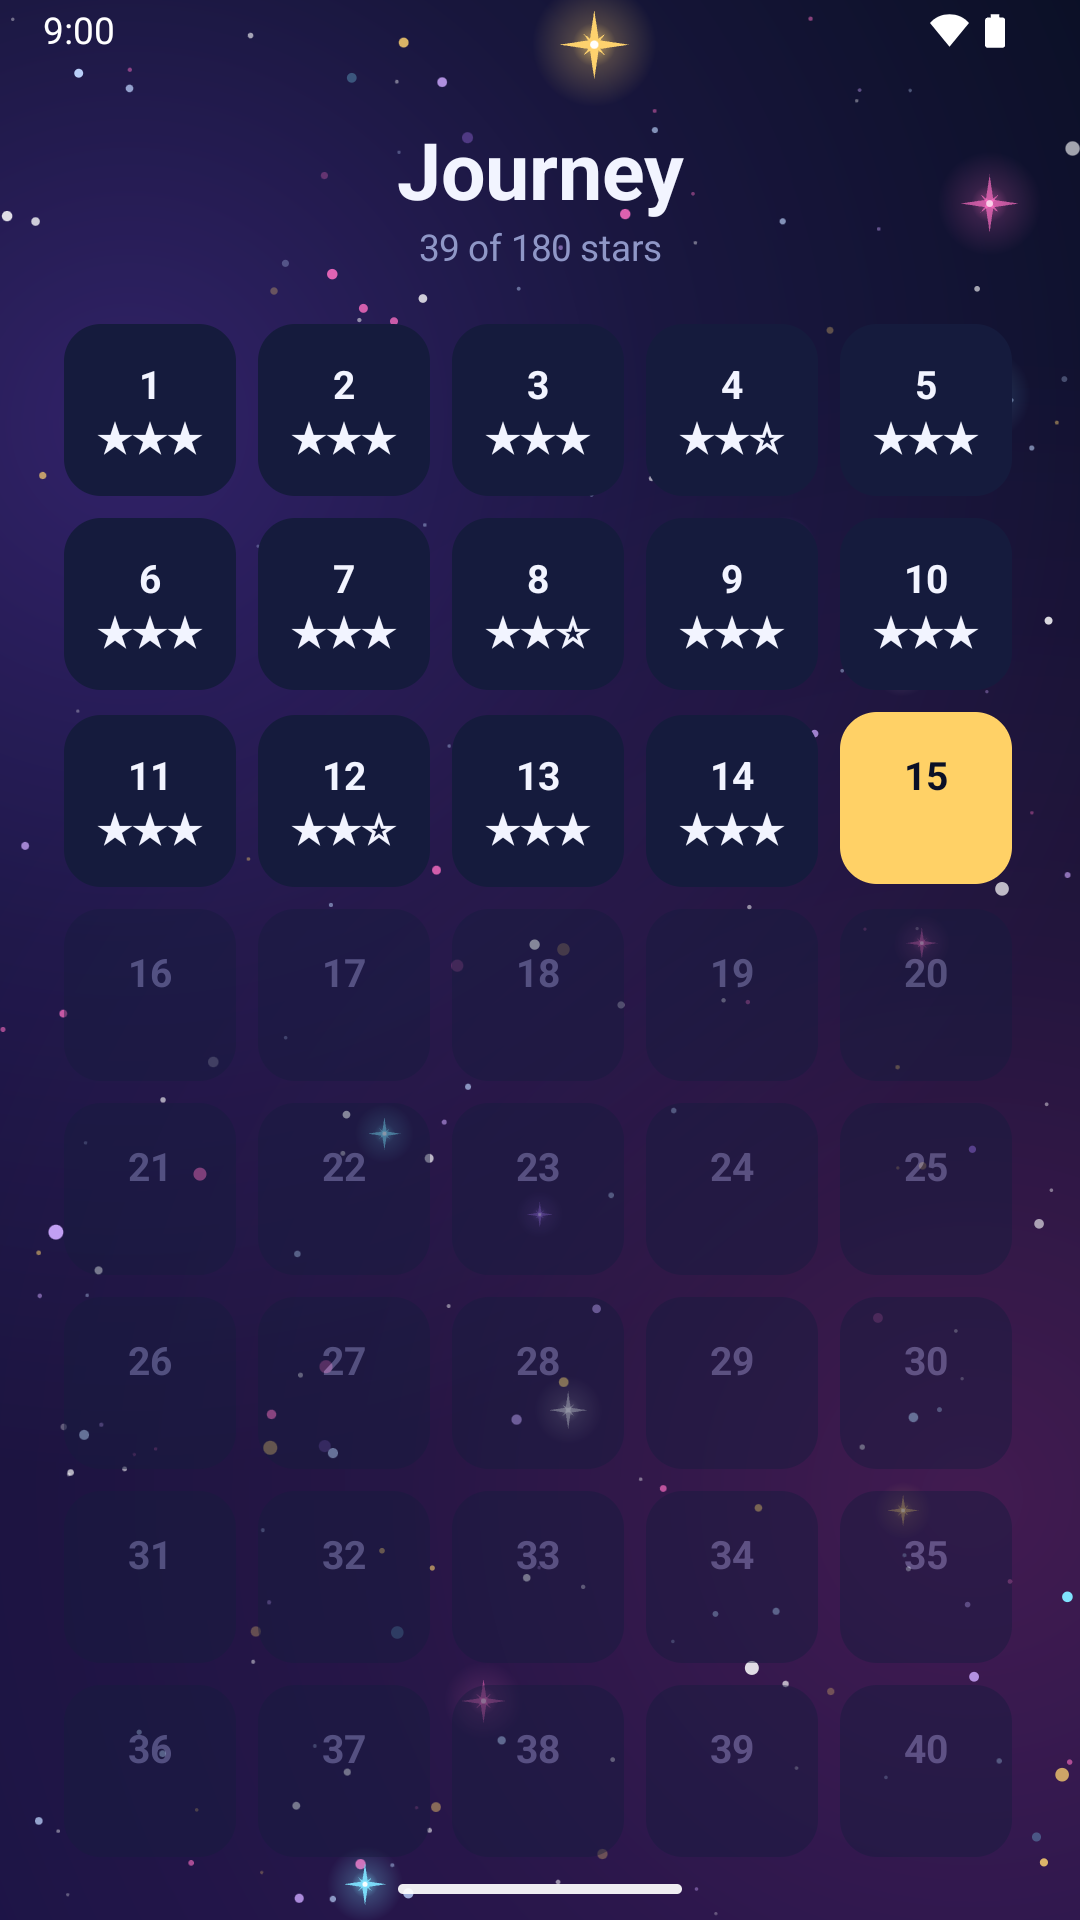 9:00
Journey
39 of 180 stars
1 2 3 4 5
★★★ ★★★ ★★★ ★★☆ ★★★
6 7 8 9 10
★★★ ★★★ ★★☆ ★★★ ★★★
11 12 13 14 15
★★★ ★★☆ ★★★ ★★★
16 17 18 19 20
21 22 23 24 25
26 27 28 29 30
31 32 33 34 35
36 37 38 39 40